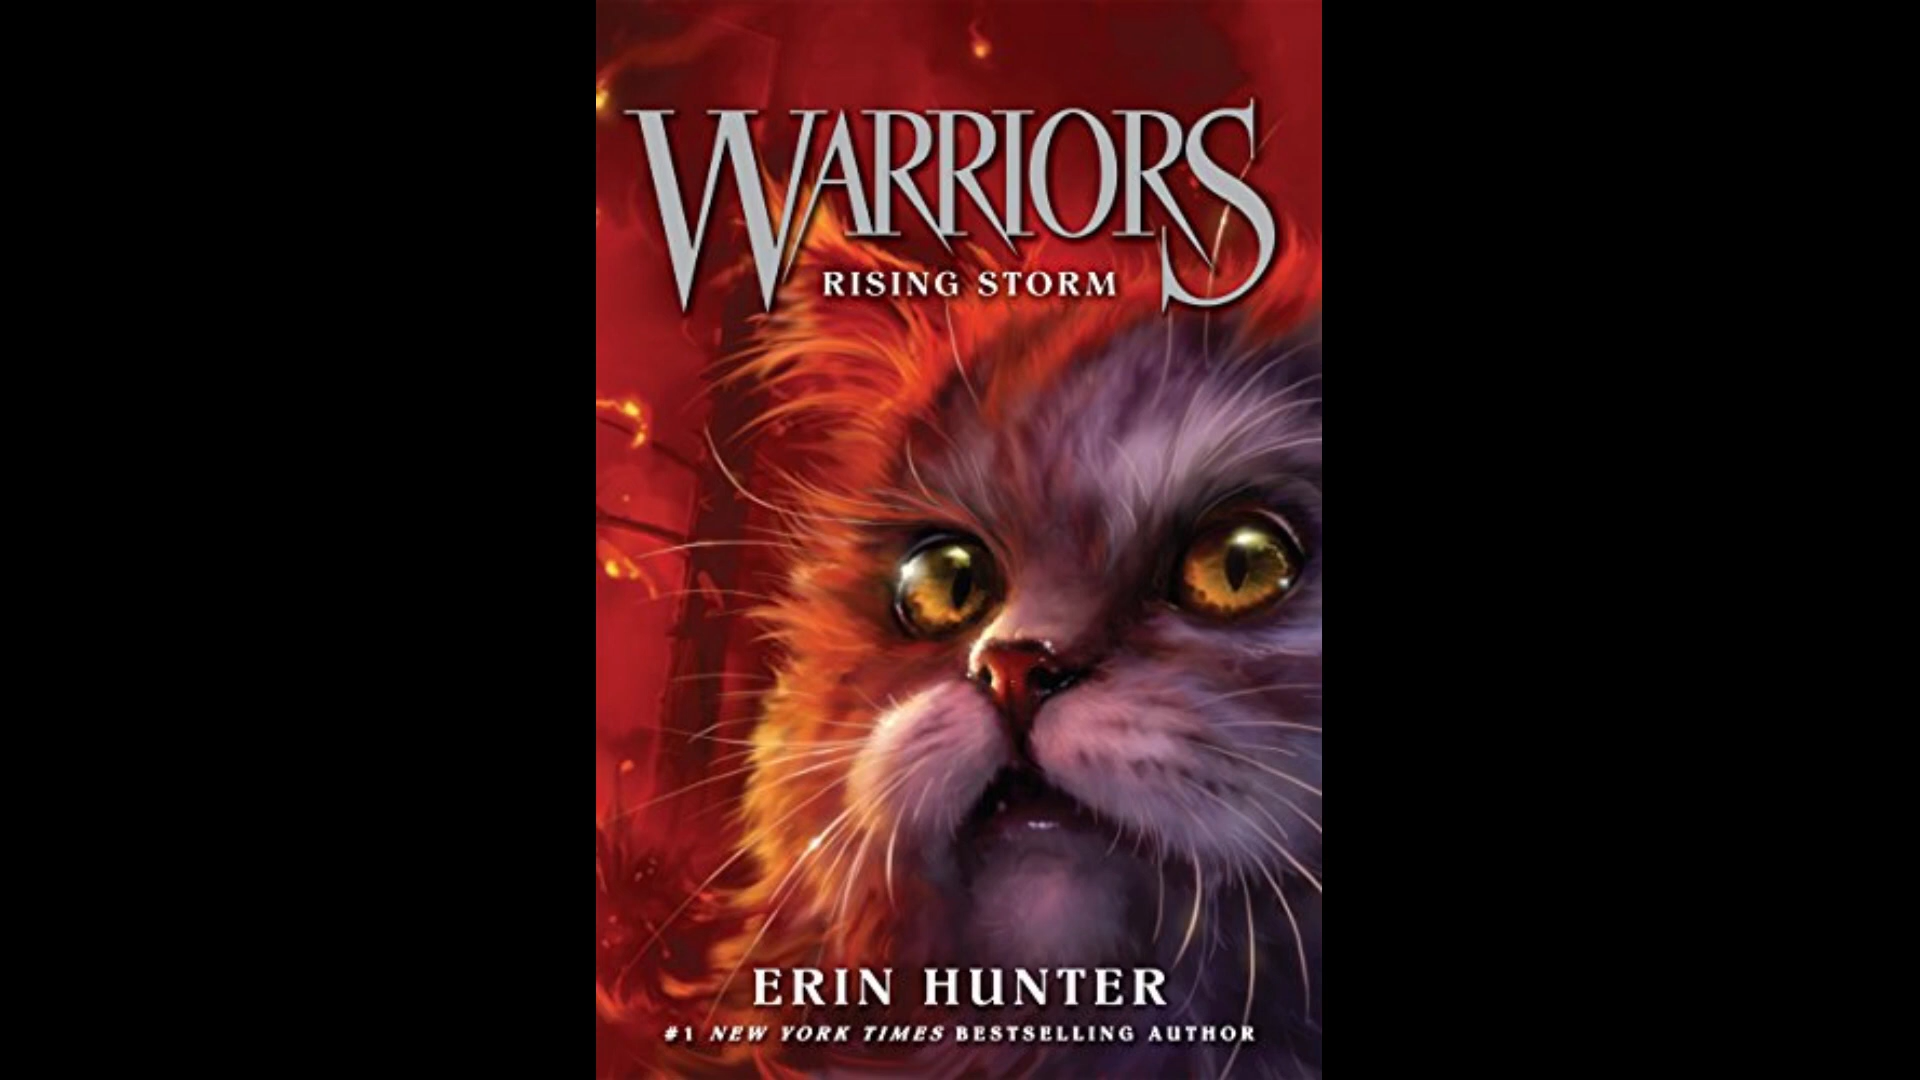 WARRIORS
RISING STORM
ERIN HUNTER
#1 NEW YORK TIMES BESTSELLING AUTHOR